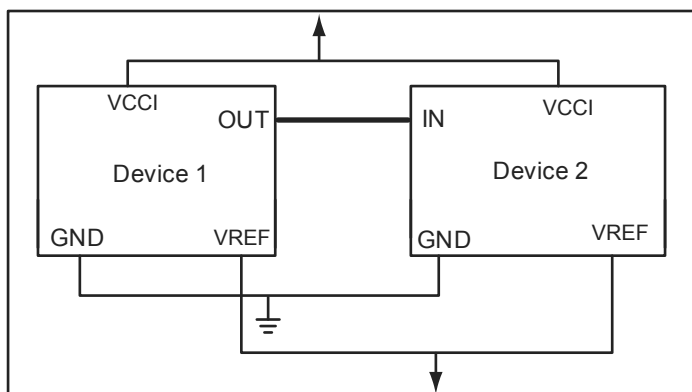 VCCI
VCCI
OUT
IN
Device 1
Device 2
GND
VREF
GND
VREF